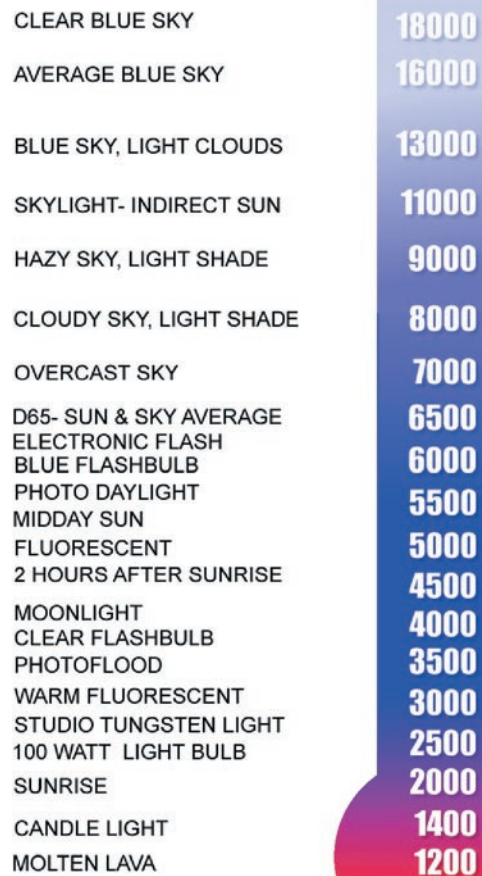 CLEAR BLUE SKY 18000
AVERAGE BLUE SKY 16000
BLUE SKY, LIGHT CLOUDS 13000
SKYLIGHT- INDIRECT SUN 11000
HAZY SKY, LIGHT SHADE 9000
CLOUDY SKY, LIGHT SHADE 8000
OVERCAST SKY 7000
D65- SUN & SKY AVERAGE 6500
ELECTRONIC FLASH
BLUE FLASHBULB 6000
PHOTO DAYLIGHT 5500
MIDDAY SUN
FLUORESCENT 5000
2 HOURS AFTER SUNRISE 4500
MOONLIGHT 4000
CLEAR FLASHBULB
PHOTOFLOOD 3500
WARM FLUORESCENT 3000
STUDIO TUNGSTEN LIGHT
100 WATT LIGHT BULB 2500
SUNRISE 2000
CANDLE LIGHT 1400
MOLTEN LAVA 1200